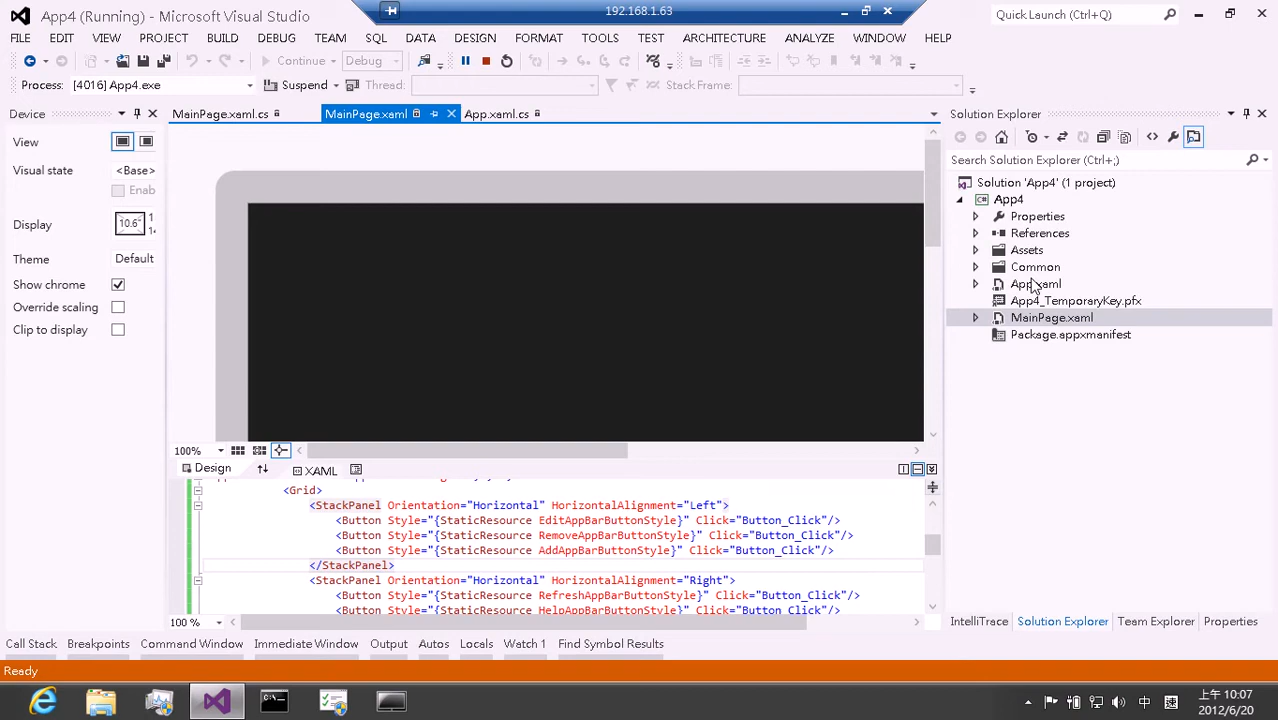 App4 (Running) - Microsoft Visual Studio
192.168.1.63
Quick Launch (Ctrl+Q)
FILE EDIT VIEW PROJECT BUILD DEBUG TEAM SQL DATA DESIGN FORMAT TOOLS TEST ARCHITECTURE ANALYZE WINDOW HELP
Continue Debug
Process: [4016] App4.exe Suspend Thread: Stack Frame:
Device
MainPage.xaml.cs MainPage.xaml App.xaml.cs
Solution Explorer
View
Visual state <Base>
Enab
Display 10.6"
Theme Default
Show chrome
Override scaling
Clip to display
Search Solution Explorer (Ctrl+;)
Solution 'App4' (1 project)
App4
Properties
References
Assets
Common
App.xaml
App4_TemporaryKey.pfx
MainPage.xaml
Package.appxmanifest
100%
Design XAML
<Grid>
<StackPanel Orientation="Horizontal" HorizontalAlignment="Left">
<Button Style="{StaticResource EditAppBarButtonStyle}" Click="Button_Click"/>
<Button Style="{StaticResource RemoveAppBarButtonStyle}" Click="Button_Click"/>
<Button Style="{StaticResource AddAppBarButtonStyle}" Click="Button_Click"/>
</StackPanel>
<StackPanel Orientation="Horizontal" HorizontalAlignment="Right">
<Button Style="{StaticResource RefreshAppBarButtonStyle}" Click="Button_Click"/>
<Button Style="{StaticResource HelpAppBarButtonStyle}" Click="Button_Click"/>
100 %
IntelliTrace Solution Explorer Team Explorer Properties
Call Stack Breakpoints Command Window Immediate Window Output Autos Locals Watch 1 Find Symbol Results
Ready
中
上午 10:07
2012/6/20